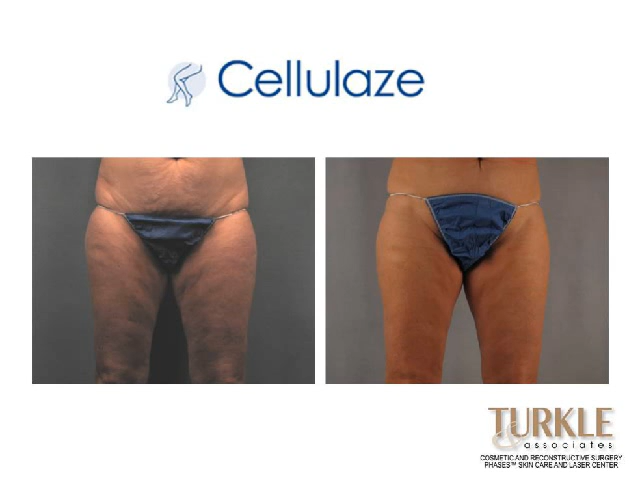 Cellulaze
TURKLE
& associates
COSMETIC AND RECONSTRUCTIVE SURGERY
PHASES™ SKIN CARE AND LASER CENTER